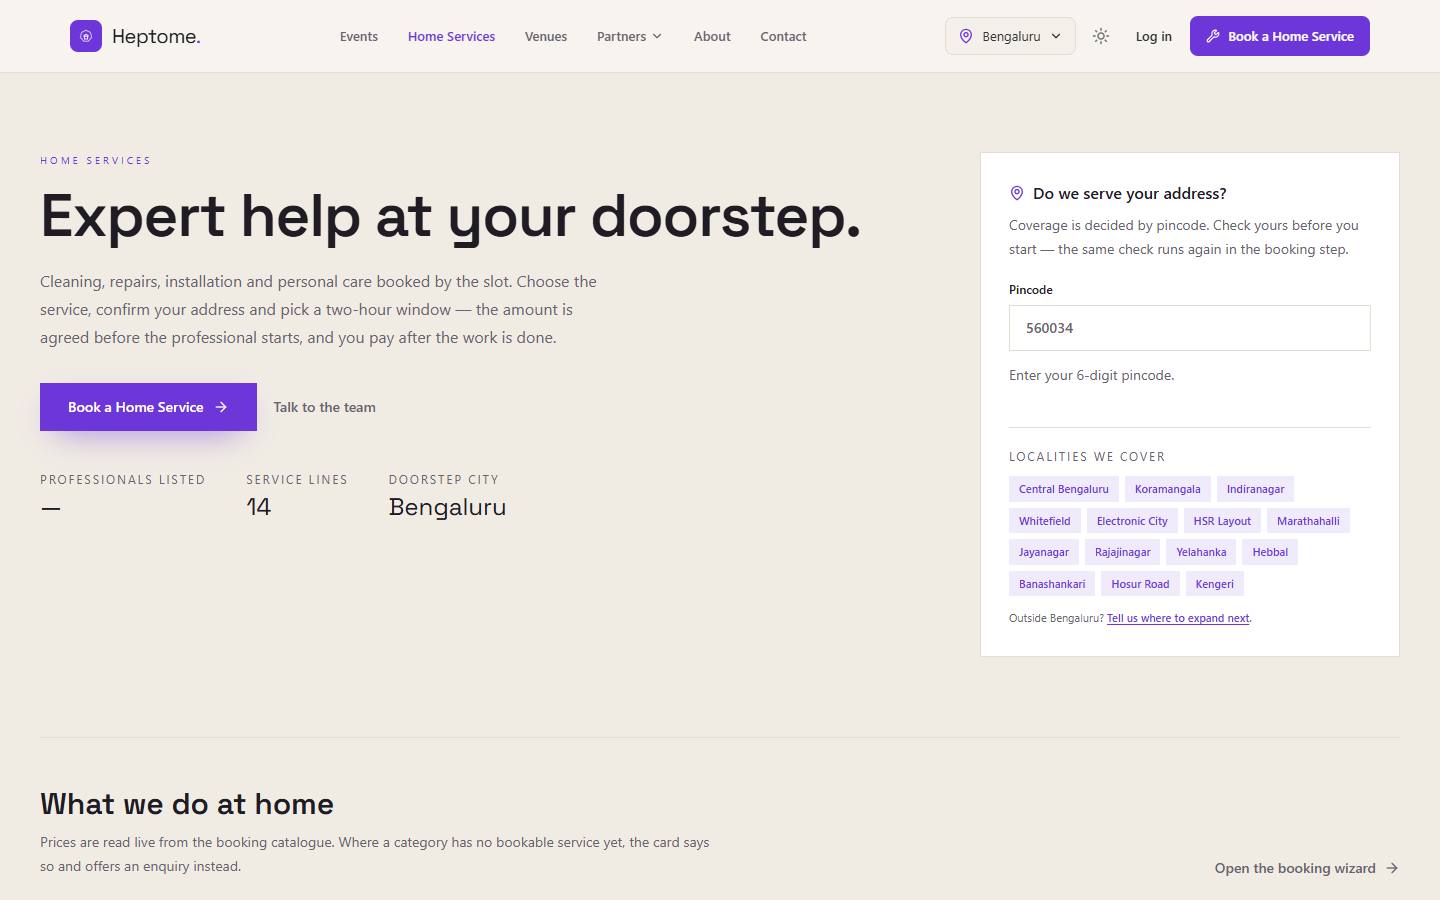 Heptome.
Events
Home Services
Venues
Partners
About
Contact
Bengaluru
Log in
Book a Home Service
HOME SERVICES
Expert help at your doorstep.
Cleaning, repairs, installation and personal care booked by the slot. Choose the
service, confirm your address and pick a two-hour window — the amount is
agreed before the professional starts, and you pay after the work is done.
Book a Home Service
Talk to the team
PROFESSIONALS LISTED
—
SERVICE LINES
14
DOORSTEP CITY
Bengaluru
Do we serve your address?
Coverage is decided by pincode. Check yours before you
start — the same check runs again in the booking step.
Pincode
560034
Enter your 6-digit pincode.
LOCALITIES WE COVER
Central Bengaluru
Koramangala
Indiranagar
Whitefield
Electronic City
HSR Layout
Marathahalli
Jayanagar
Rajajinagar
Yelahanka
Hebbal
Banashankari
Hosur Road
Kengeri
Outside Bengaluru? Tell us where to expand next.
What we do at home
Prices are read live from the booking catalogue. Where a category has no bookable service yet, the card says
so and offers an enquiry instead.
Open the booking wizard